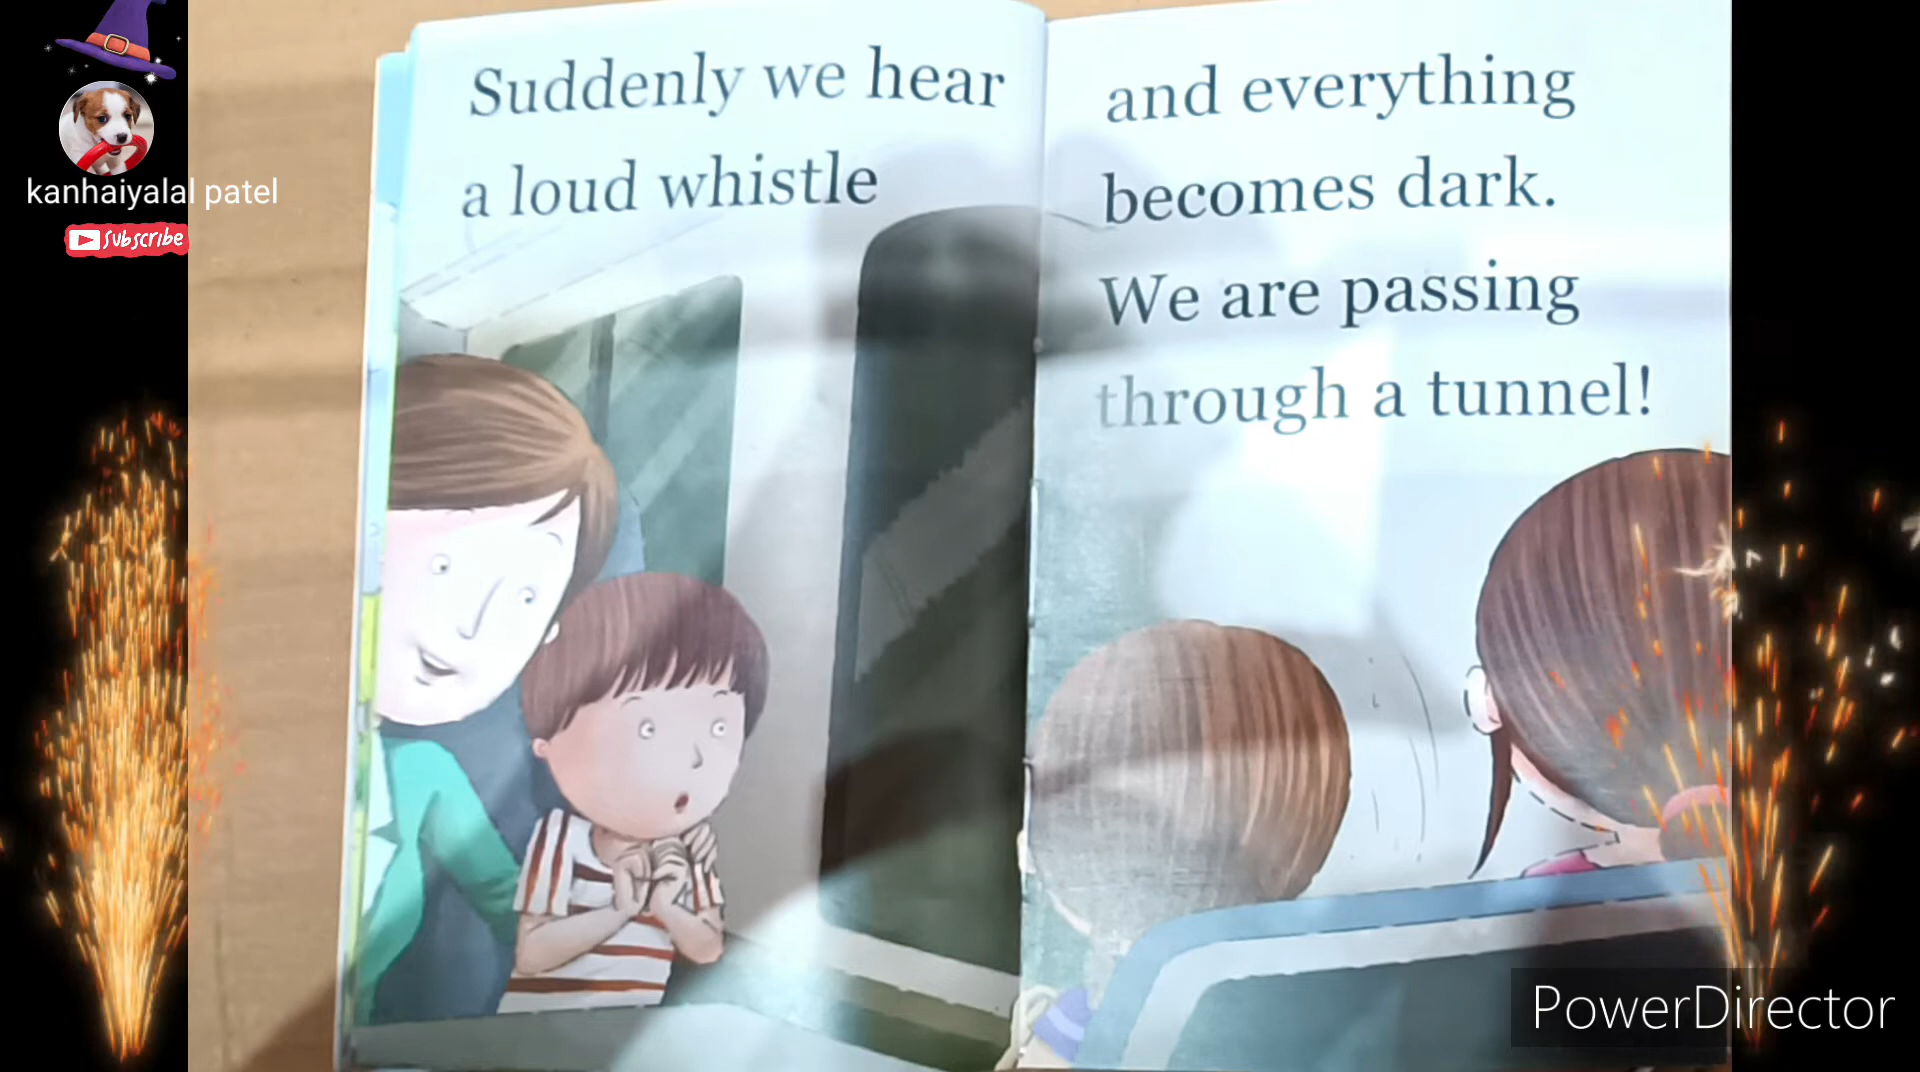 kanhaiyalal patel
Subscribe
Suddenly we hear
a loud whistle
and everything
becomes dark.
We are passing
through a tunnel!
PowerDirector